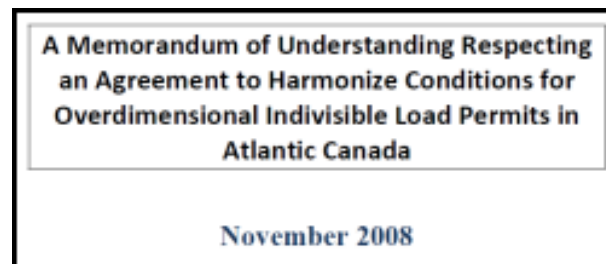 A Memorandum of Understanding Respecting
an Agreement to Harmonize Conditions for
Overdimensional Indivisible Load Permits in
Atlantic Canada
November 2008